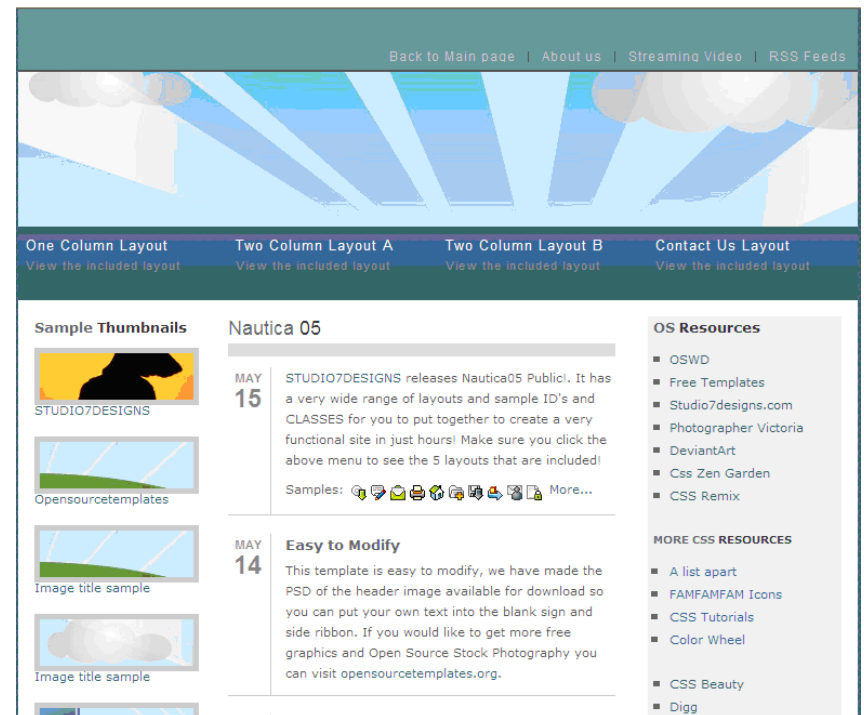 Back to Main page | About us | Streaming Video | RSS Feeds
One Column Layout
View the included layout
Two Column Layout A
View the included layout
Two Column Layout B
View the included layout
Contact Us Layout
View the included layout
Sample Thumbnails
STUDIO7DESIGNS
Opensourcetemplates
Image title sample
Image title sample
Nautica 05
MAY
15
STUDIO7DESIGNS releases Nautica05 Public!. It has
a very wide range of layouts and sample ID's and
CLASSES for you to put together to create a very
functional site in just hours! Make sure you click the
above menu to see the 5 layouts that are included!
Samples: More...
MAY
14
Easy to Modify
This template is easy to modify, we have made the
PSD of the header image available for download so
you can put your own text into the blank sign and
side ribbon. If you would like to get more free
graphics and Open Source Stock Photography you
can visit opensourcetemplates.org.
OS Resources
OSWD
Free Templates
Studio7designs.com
Photographer Victoria
DeviantArt
Css Zen Garden
CSS Remix
MORE CSS RESOURCES
A list apart
FAMFAMFAM Icons
CSS Tutorials
Color Wheel
CSS Beauty
Digg